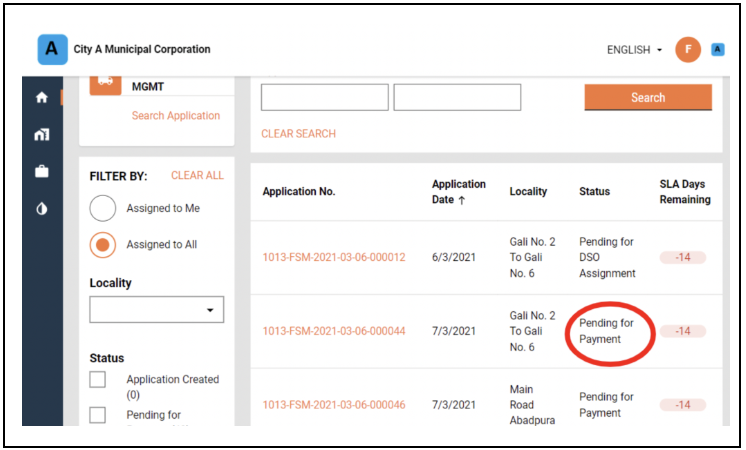 A
City A Municipal Corporation
ENGLISH
F
A
MGMT
Search Application
Search
CLEAR SEARCH
FILTER BY:
CLEAR ALL
Assigned to Me
Assigned to All
Locality
Status
Application Created
(0)
Pending for
Application No.
Application
Date ↑
Locality
Status
SLA Days
Remaining
1013-FSM-2021-03-06-000012
6/3/2021
Gali No. 2
To Gali
No. 6
Pending for
DSO
Assignment
-14
1013-FSM-2021-03-06-000044
7/3/2021
Gali No. 2
To Gali
No. 6
Pending for
Payment
-14
1013-FSM-2021-03-06-000046
7/3/2021
Main
Road
Abadpura
Pending for
Payment
-14